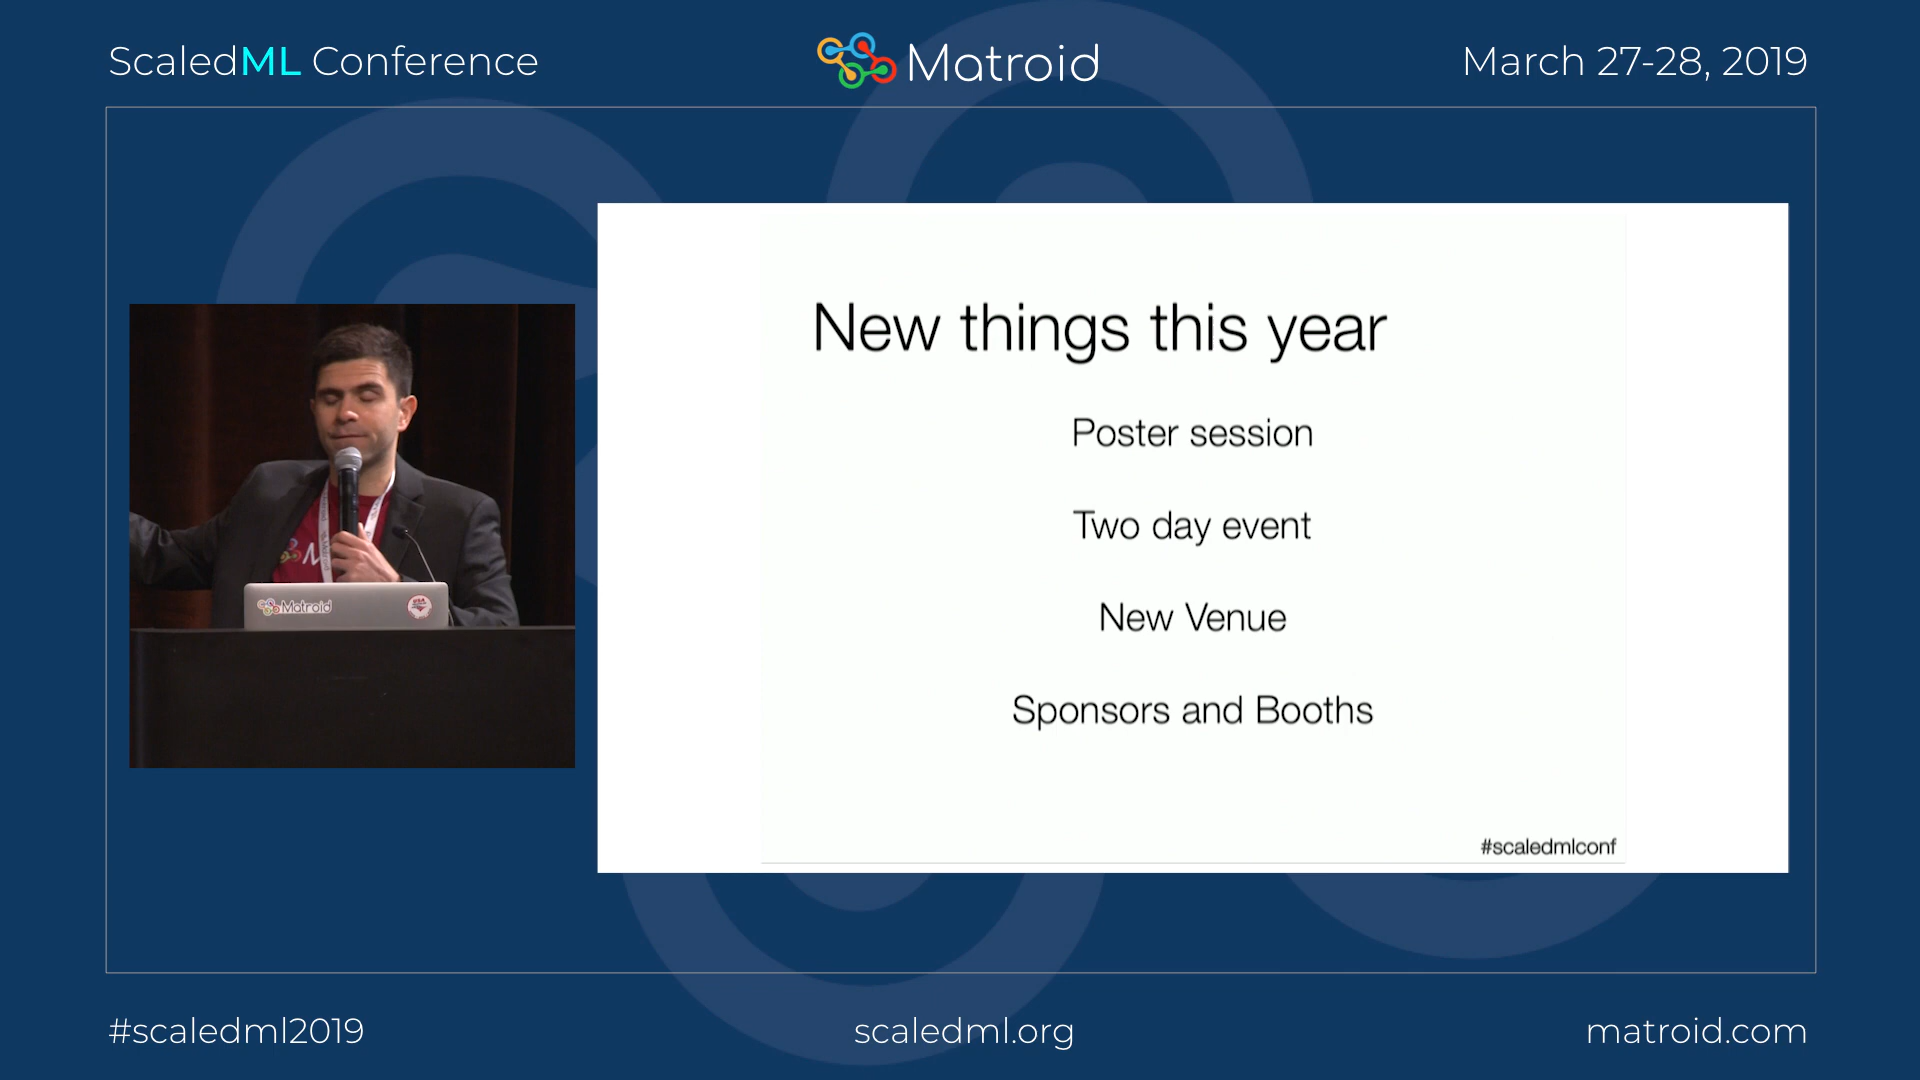 ScaledML Conference
Matroid
March 27-28, 2019
New things this year
Poster session
Two day event
New Venue
Sponsors and Booths
#scaledmlconf
Matroid
#scaledml2019
scaledml.org
matroid.com